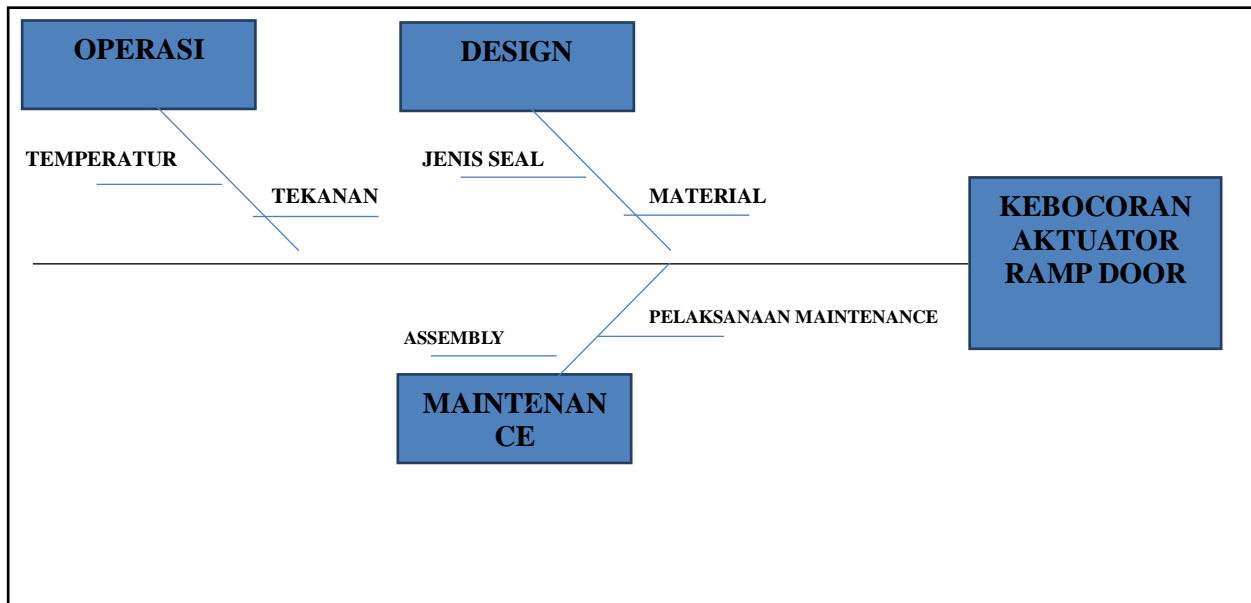 OPERASI
DESIGN
TEMPERATUR
JENIS SEAL
TEKANAN
MATERIAL
KEBOCORAN
AKTUATOR
RAMP DOOR
ASSEMBLY
PELAKSANAAN MAINTENANCE
MAINTENAN
CE